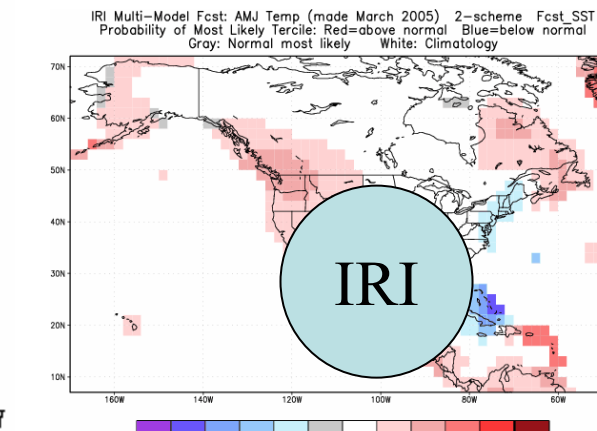 IRI Multi-Model Fcst: AMJ Temp (made March 2005) 2-scheme Fcst_SST
Probability of Most Likely Tercile: Red=above normal Blue=below normal
Gray: Normal most likely White: Climatology
70N
60N
50N
40N
30N
20N
10N
IRI
160W 140W 120W 100W 80W 60W